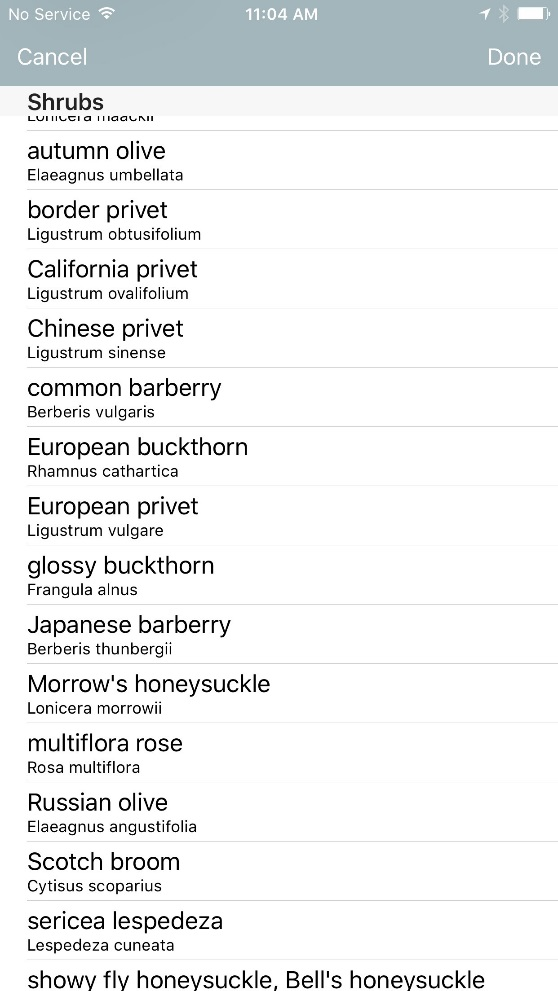 No Service 11:04 AM
Cancel Done
Shrubs
Lonicera maackii
autumn olive
Elaeagnus umbellata
border privet
Ligustrum obtusifolium
California privet
Ligustrum ovalifolium
Chinese privet
Ligustrum sinense
common barberry
Berberis vulgaris
European buckthorn
Rhamnus cathartica
European privet
Ligustrum vulgare
glossy buckthorn
Frangula alnus
Japanese barberry
Berberis thunbergii
Morrow's honeysuckle
Lonicera morrowii
multiflora rose
Rosa multiflora
Russian olive
Elaeagnus angustifolia
Scotch broom
Cytisus scoparius
sericea lespedeza
Lespedeza cuneata
showy fly honeysuckle, Bell's honeysuckle